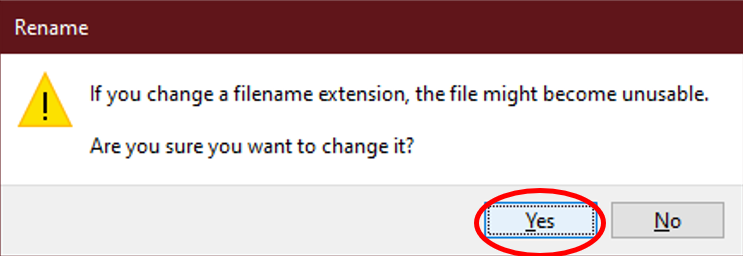 Rename
If you change a filename extension, the file might become unusable.
Are you sure you want to change it?
Yes No